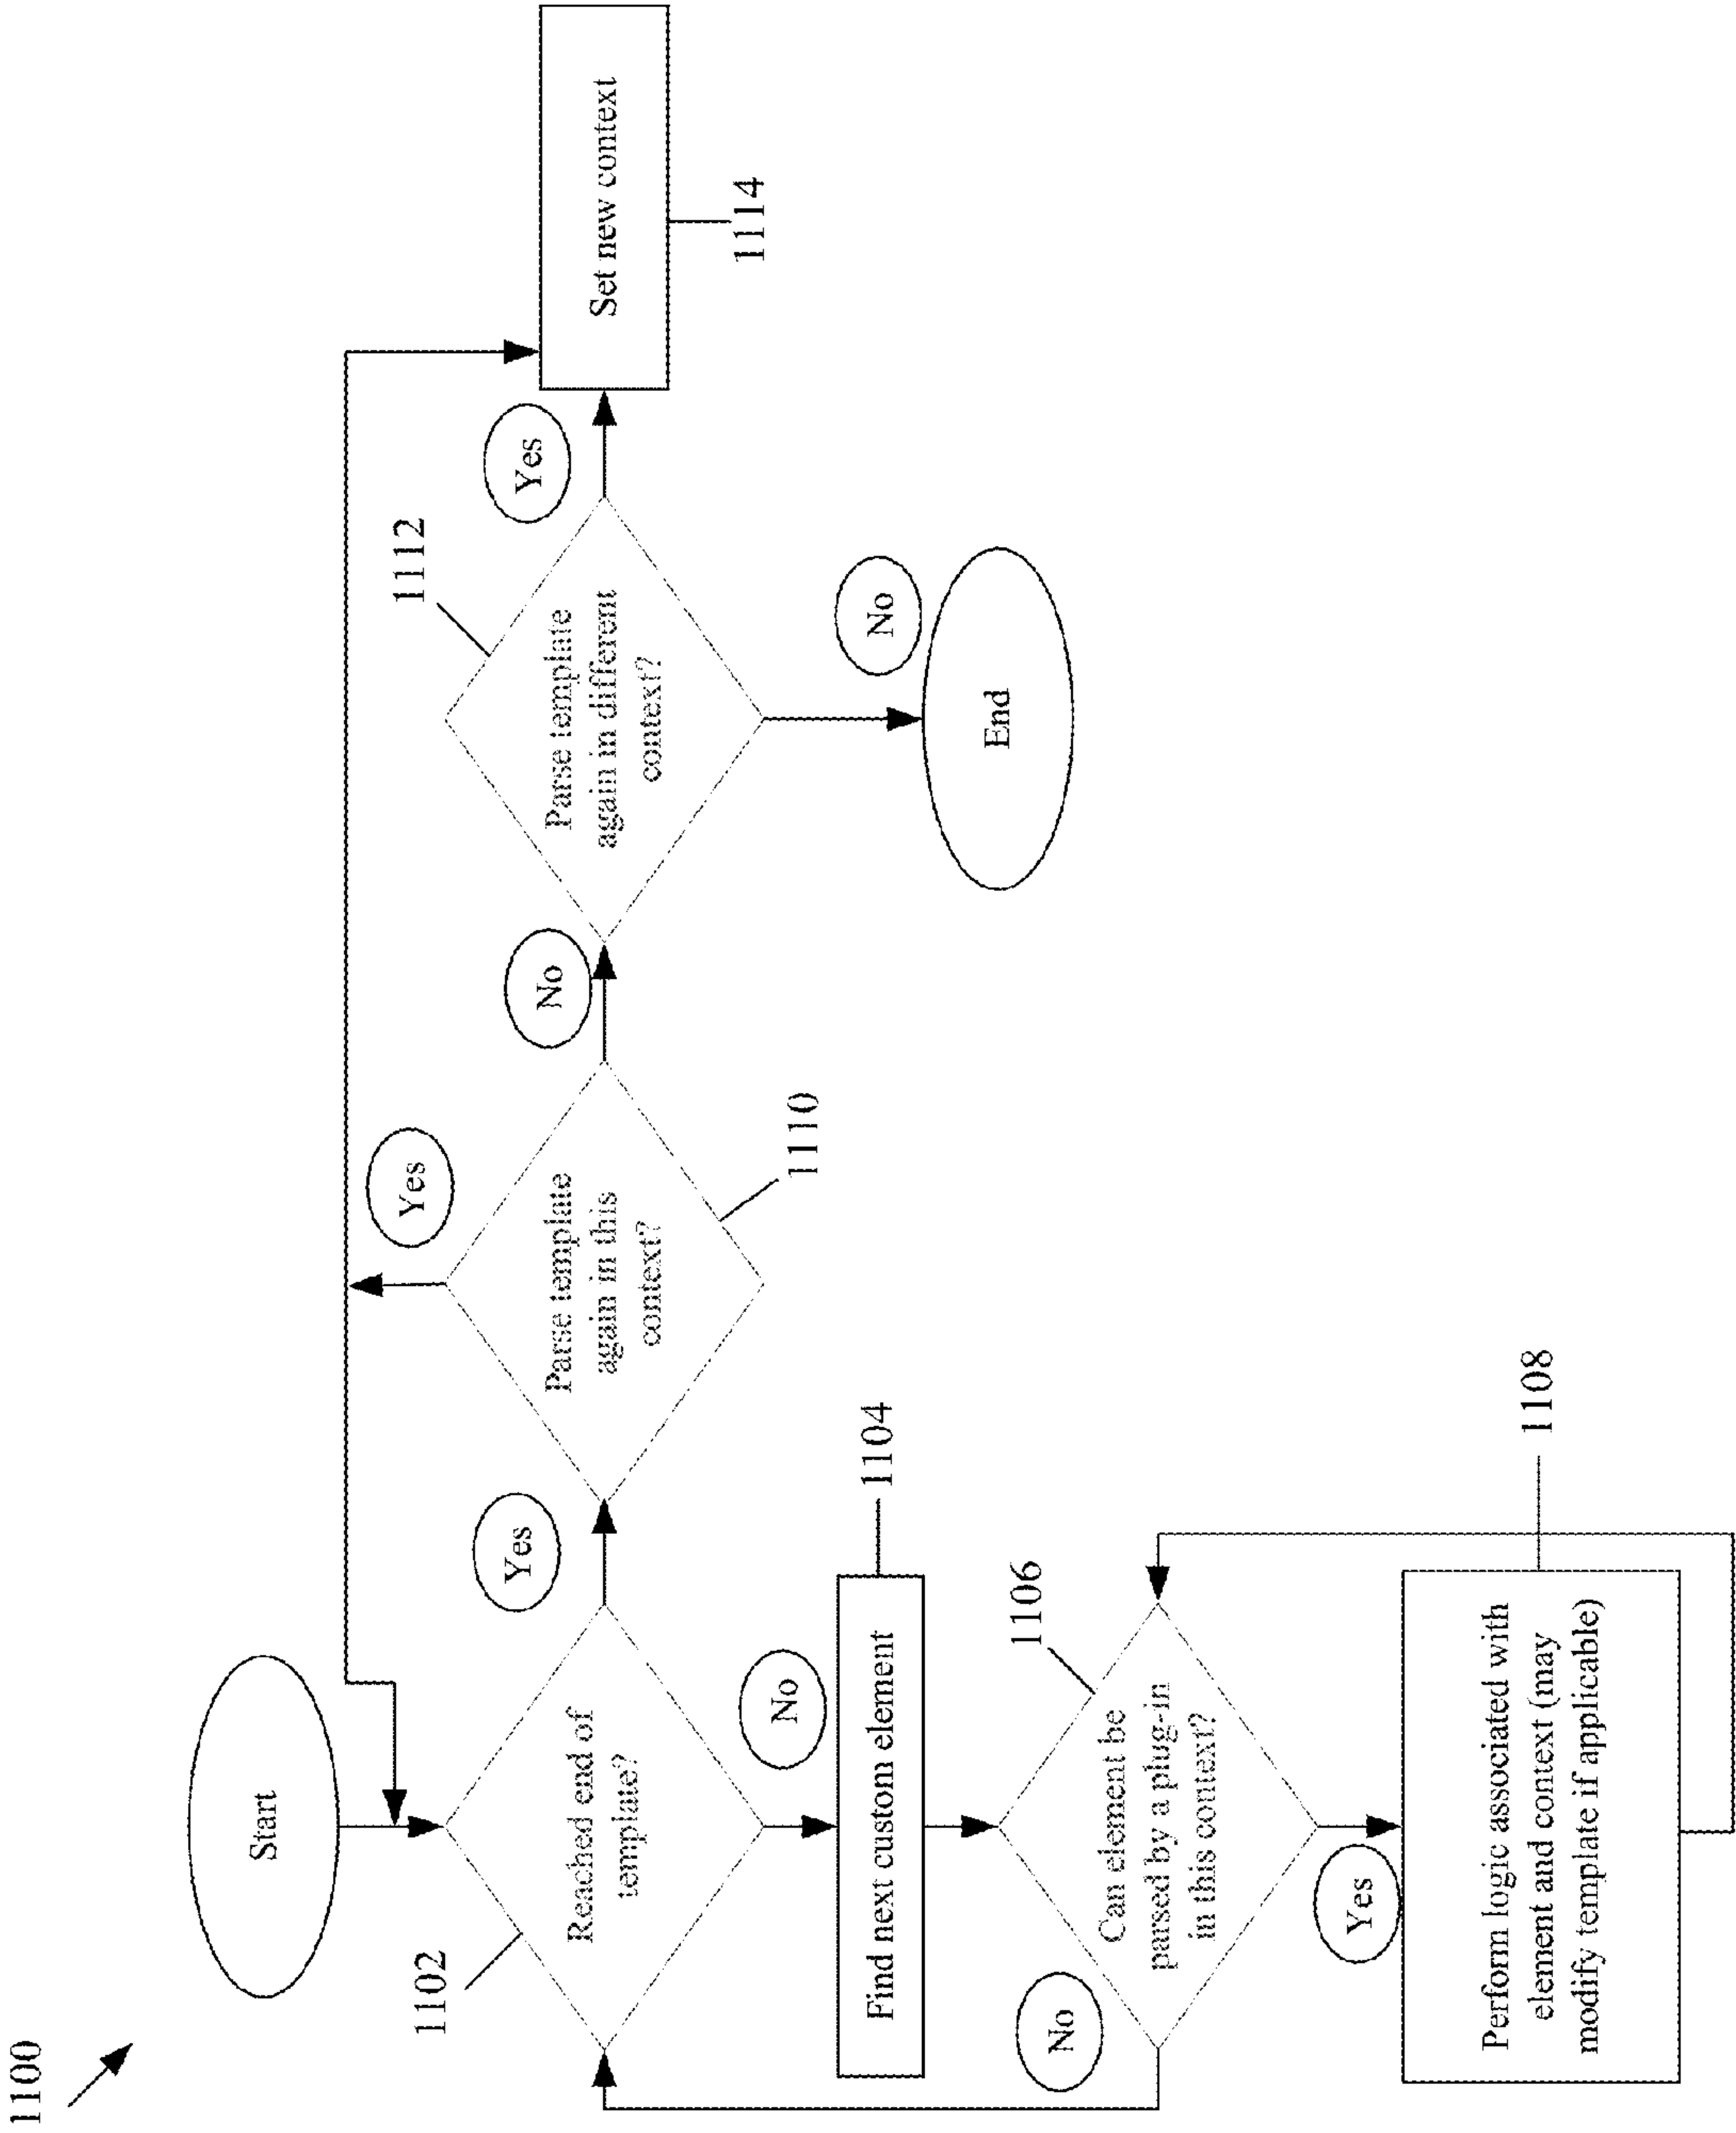 1100
Start
1102
Reached end of
template?
Yes
Parse template
again in this
context?
1110
Yes
No
Parse template
again in different
context?
1112
Yes
Set new context
1114
No
End
No
Find next custom element
1104
Can element be
parsed by a plug-in
in this context?
1106
No
Yes
Perform logic associated with
element and context (may
modify template if applicable)
1108